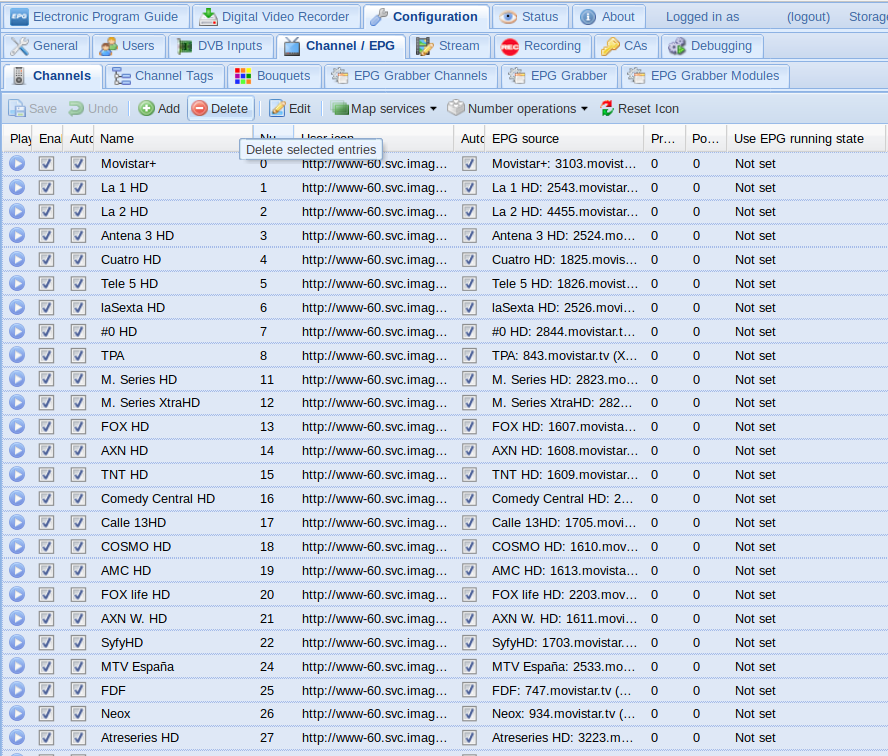 EPG Electronic Program Guide Digital Video Recorder Configuration Status About Logged in as (logout) Storage
General Users DVB Inputs Channel / EPG Stream REC Recording CAs Debugging
Channels Channel Tags Bouquets EPG Grabber Channels EPG Grabber EPG Grabber Modules
Save Undo Add Delete Edit Map services Number operations Reset Icon
Play Ena Auto Name Nu... User icon Auto EPG source Pr... Po... Use EPG running state
Delete selected entries
Movistar+ 0 http://www-60.svc.imag... Movistar+: 3103.movist... 0 0 Not set
La 1 HD 1 http://www-60.svc.imag... La 1 HD: 2543.movistar... 0 0 Not set
La 2 HD 2 http://www-60.svc.imag... La 2 HD: 4455.movistar... 0 0 Not set
Antena 3 HD 3 http://www-60.svc.imag... Antena 3 HD: 2524.mo... 0 0 Not set
Cuatro HD 4 http://www-60.svc.imag... Cuatro HD: 1825.movis... 0 0 Not set
Tele 5 HD 5 http://www-60.svc.imag... Tele 5 HD: 1826.movist... 0 0 Not set
laSexta HD 6 http://www-60.svc.imag... laSexta HD: 2526.movi... 0 0 Not set
#0 HD 7 http://www-60.svc.imag... #0 HD: 2844.movistar.t... 0 0 Not set
TPA 8 http://www-60.svc.imag... TPA: 843.movistar.tv (X... 0 0 Not set
M. Series HD 11 http://www-60.svc.imag... M. Series HD: 2823.mo... 0 0 Not set
M. Series XtraHD 12 http://www-60.svc.imag... M. Series XtraHD: 282... 0 0 Not set
FOX HD 13 http://www-60.svc.imag... FOX HD: 1607.movista... 0 0 Not set
AXN HD 14 http://www-60.svc.imag... AXN HD: 1608.movistar... 0 0 Not set
TNT HD 15 http://www-60.svc.imag... TNT HD: 1609.movistar... 0 0 Not set
Comedy Central HD 16 http://www-60.svc.imag... Comedy Central HD: 2... 0 0 Not set
Calle 13HD 17 http://www-60.svc.imag... Calle 13HD: 1705.movi... 0 0 Not set
COSMO HD 18 http://www-60.svc.imag... COSMO HD: 1610.mov... 0 0 Not set
AMC HD 19 http://www-60.svc.imag... AMC HD: 1613.movista... 0 0 Not set
FOX life HD 20 http://www-60.svc.imag... FOX life HD: 2203.mov... 0 0 Not set
AXN W. HD 21 http://www-60.svc.imag... AXN W. HD: 1611.movi... 0 0 Not set
SyfyHD 22 http://www-60.svc.imag... SyfyHD: 1703.movistar.... 0 0 Not set
MTV España 24 http://www-60.svc.imag... MTV España: 2533.mo... 0 0 Not set
FDF 25 http://www-60.svc.imag... FDF: 747.movistar.tv (... 0 0 Not set
Neox 26 http://www-60.svc.imag... Neox: 934.movistar.tv (... 0 0 Not set
Atreseries HD 27 http://www-60.svc.imag... Atreseries HD: 3223.m... 0 0 Not set